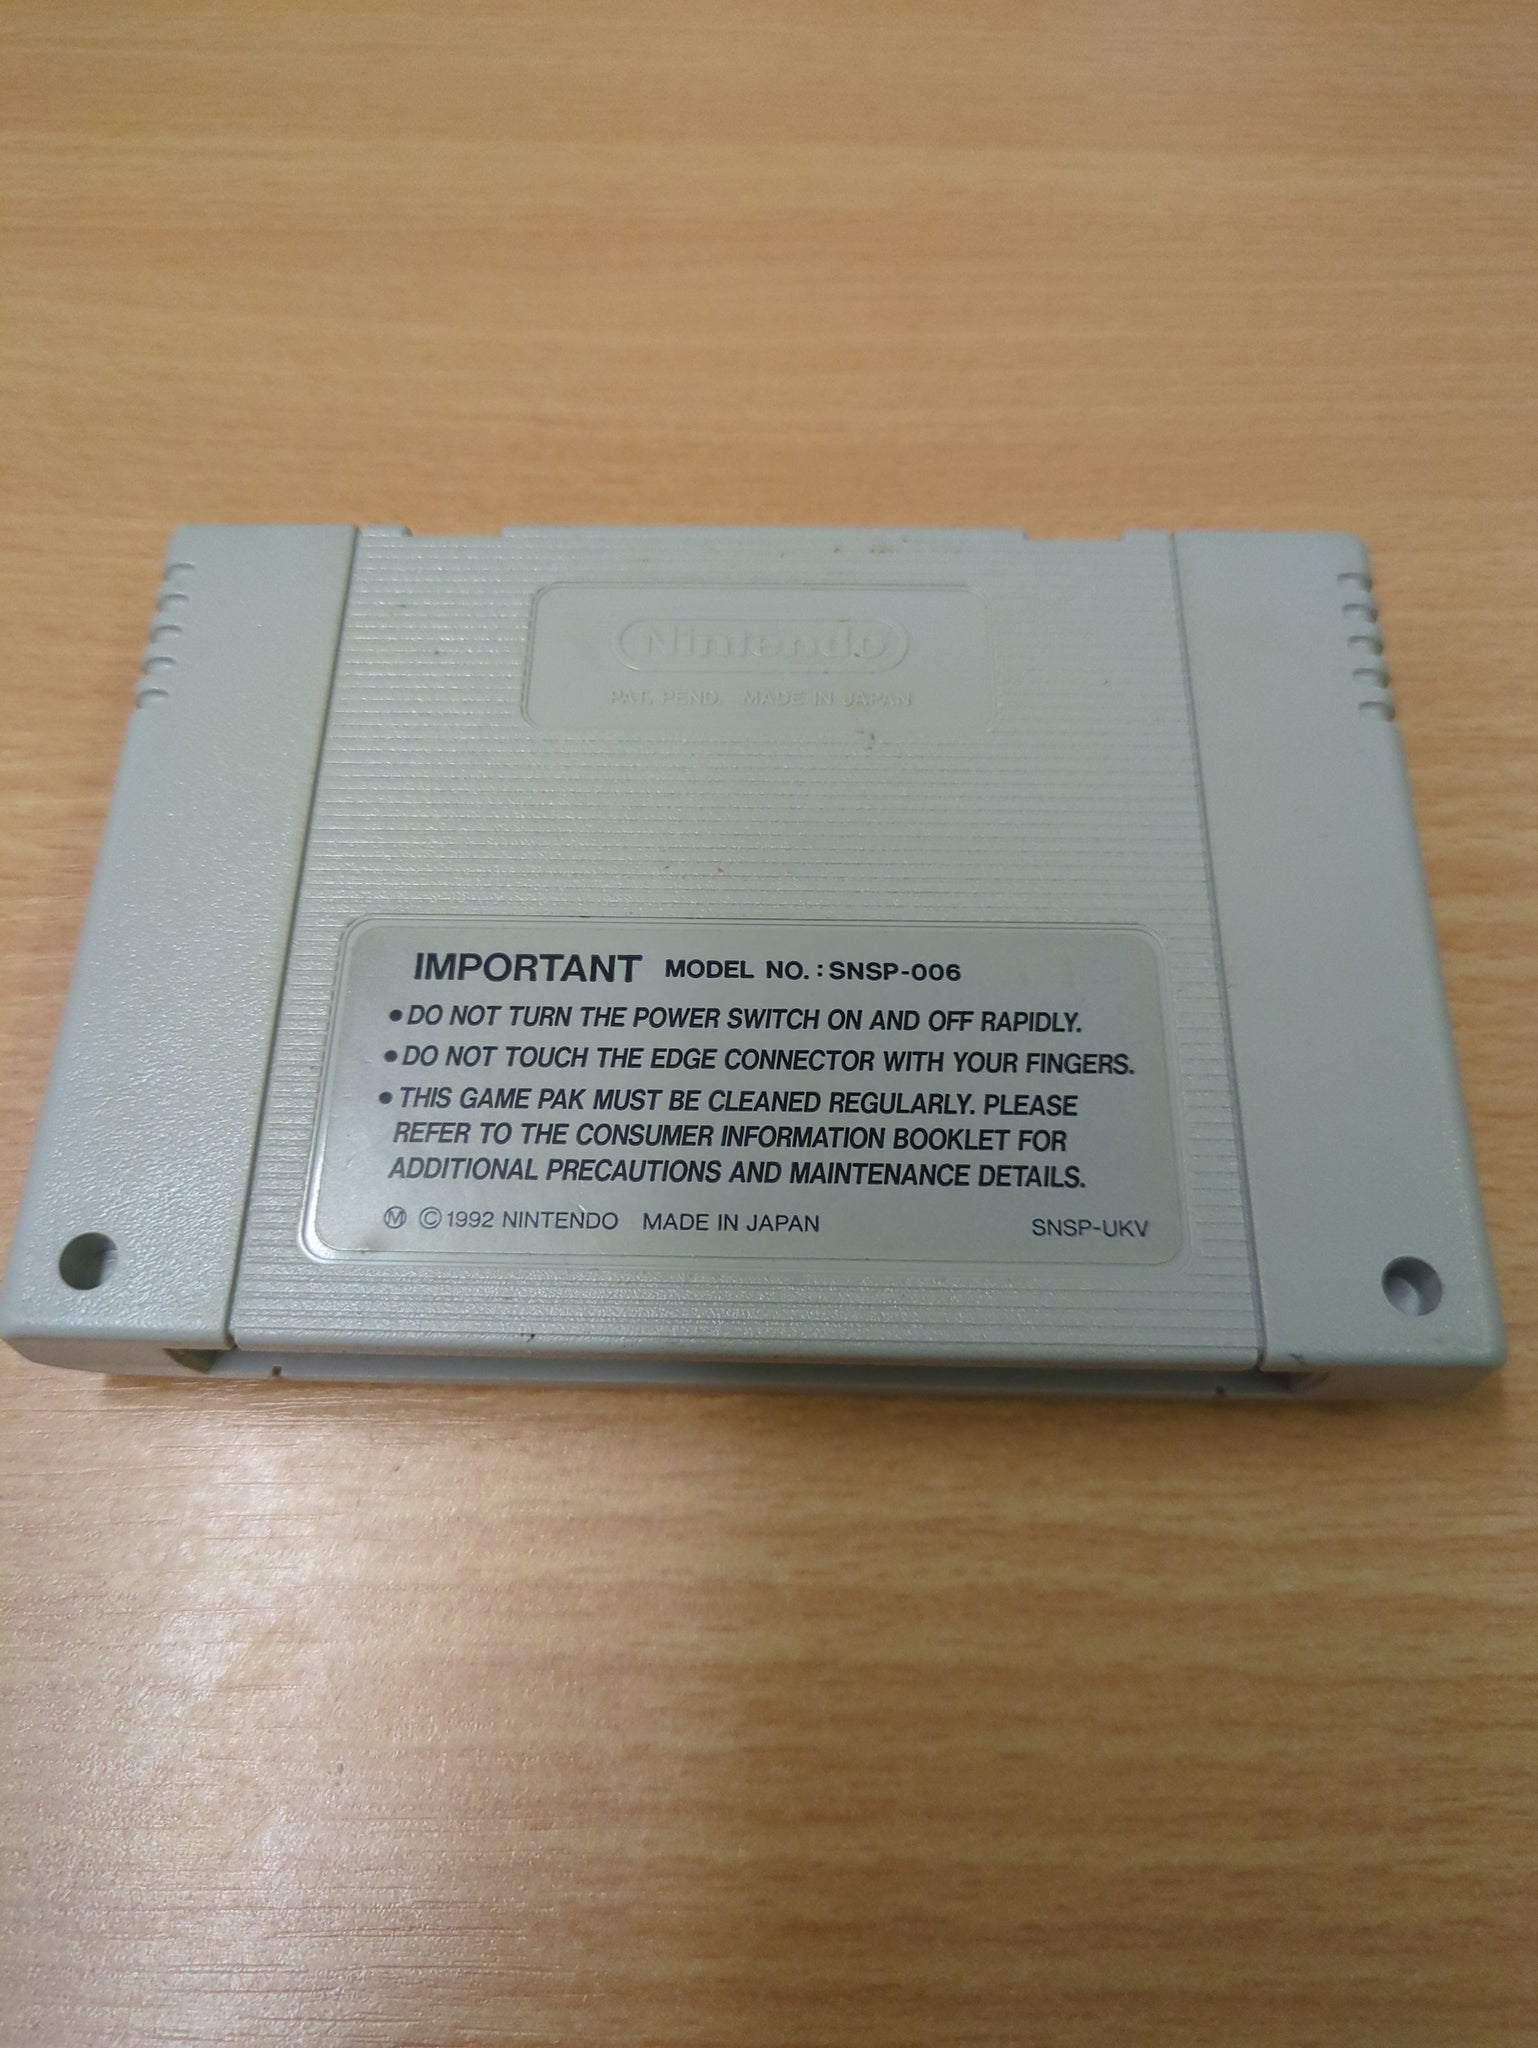 Nintendo
PAT. PEND. MADE IN JAPAN
IMPORTANT MODEL NO.: SNSP-006
•DO NOT TURN THE POWER SWITCH ON AND OFF RAPIDLY.
•DO NOT TOUCH THE EDGE CONNECTOR WITH YOUR FINGERS.
•THIS GAME PAK MUST BE CLEANED REGULARLY. PLEASE
REFER TO THE CONSUMER INFORMATION BOOKLET FOR
ADDITIONAL PRECAUTIONS AND MAINTENANCE DETAILS.
Ⓜ ©1992 NINTENDO MADE IN JAPAN SNSP-UKV